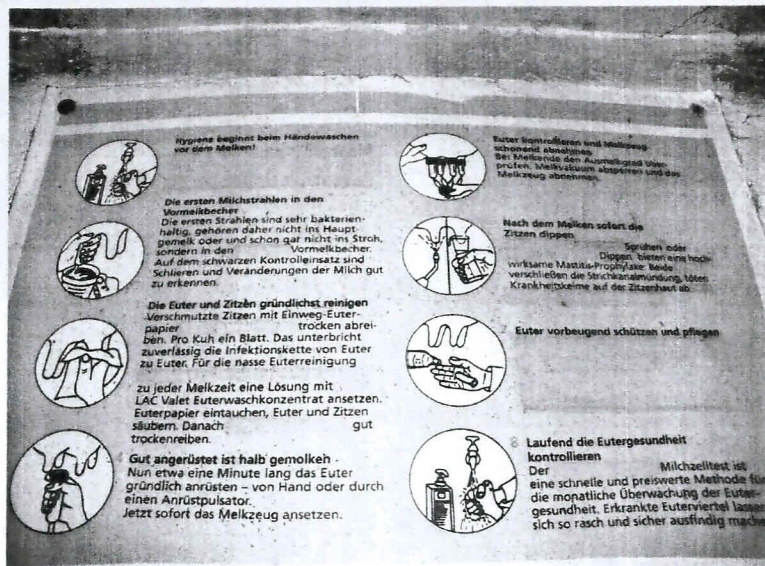 Hygiene beginnt beim Händewaschen
vor dem Melken!
Die ersten Milchstrahlen in den
Vormelkbecher
Die ersten Strahlen sind sehr bakterien-
haltig, gehören daher nicht ins Haupt-
gemelk oder und schon gar nicht ins Stroh,
sondern in den Vormelkbecher.
Auf dem schwarzen Kontrolleinsatz sind
Schlieren und Veränderungen der Milch gut
zu erkennen.
Die Euter und Zitzen gründlichst reinigen
Verschmutzte Zitzen mit Einweg-Euter-
papier trocken abrei-
ben. Pro Kuh ein Blatt. Das unterbricht
zuverlässig die Infektionskette von Euter
zu Euter. Für die nasse Euterreinigung
zu jeder Melkzeit eine Lösung mit
LAC Valet Euterwaschkonzentrat ansetzen.
Euterpapier eintauchen, Euter und Zitzen
säubern. Danach gut
trockenreiben.
4 Gut angerüstet ist halb gemolken
Nun etwa eine Minute lang das Euter
gründlich anrüsten – von Hand oder durch
einen Anrüstpulsator.
Jetzt sofort das Melkzeug ansetzen.
Euter kontrollieren und Melkzeug
schonend abnehmen
Bei Melkende den Ausmelkgrad über-
prüfen. Melkvakuum absperren und das
Melkzeug abnehmen.
Nach dem Melken sofort die
Zitzen dippen
Sprühen oder
Dippen bieten eine hoch-
wirksame Mastitis-Prophylaxe. Beide
verschließen die Strichkanalmündung, töten
Krankheitskeime auf der Zitzenhaut ab.
7 Euter vorbeugend schützen und pflegen
8 Laufend die Eutergesundheit
kontrollieren
Der Milchzelltest ist
eine schnelle und preiswerte Methode für
die monatliche Überwachung der Euter-
gesundheit. Erkrankte Euterviertel lassen
sich so rasch und sicher ausfindig mache